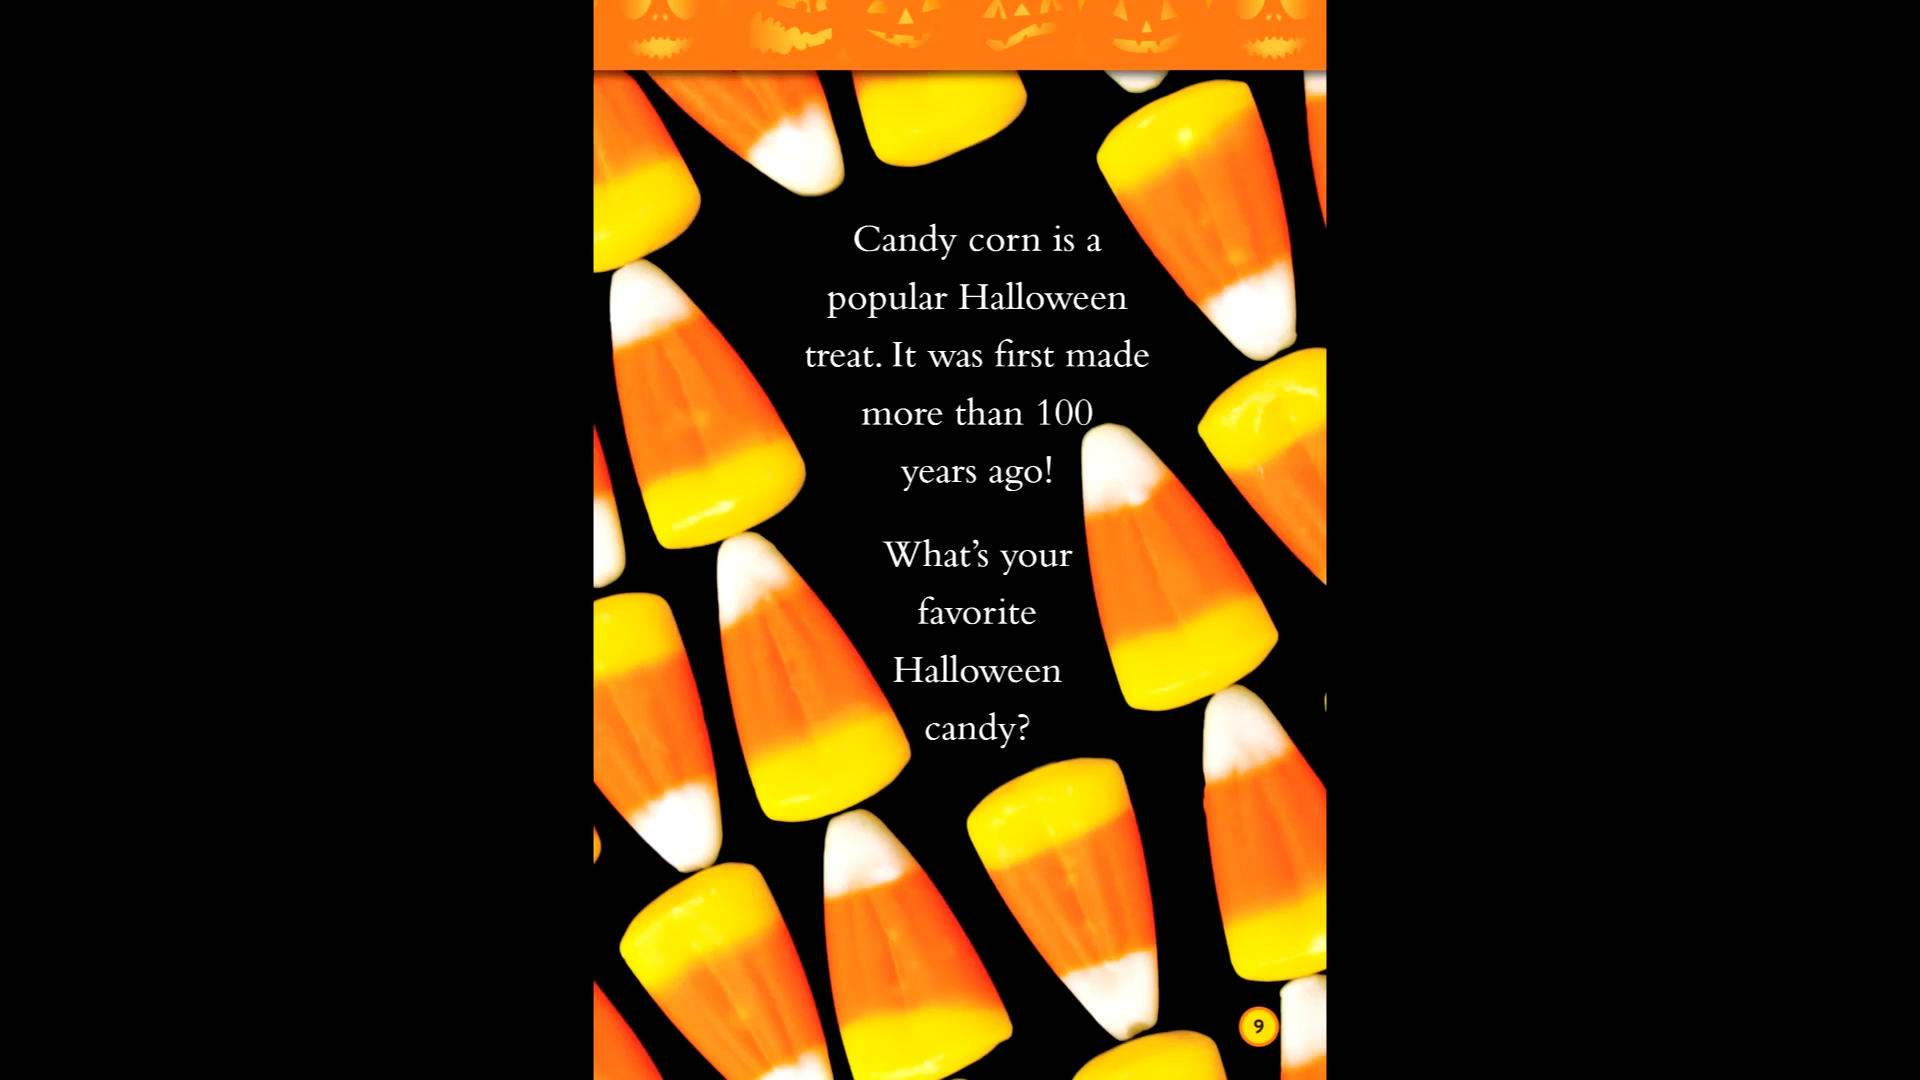 Candy corn is a
popular Halloween
treat. It was first made
more than 100
years ago!
What's your
favorite
Halloween
candy?
9